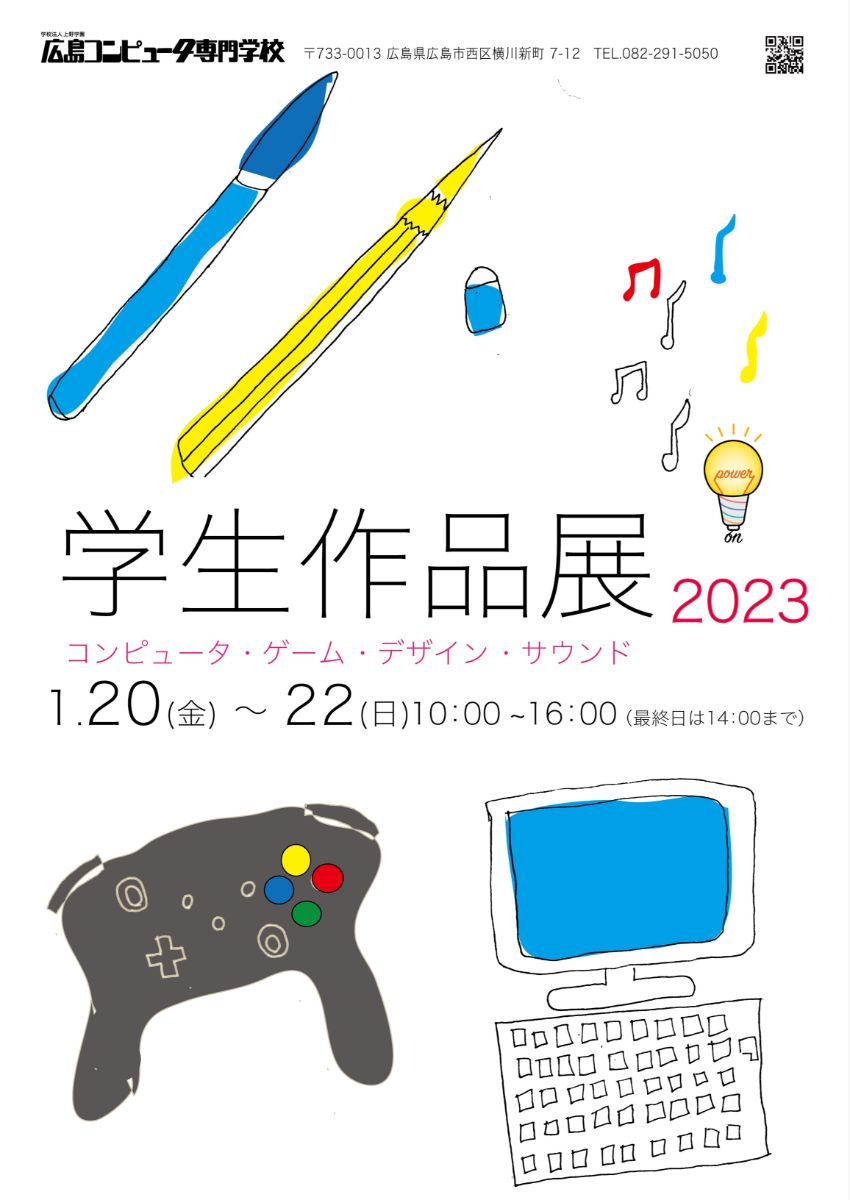 学校法人上野学園
広島コンピュータ専門学校 〒733-0013 広島県広島市西区横川新町 7-12 TEL.082-291-5050
power
on
学生作品展 2023
コンピュータ・ゲーム・デザイン・サウンド
1.20(金) ～ 22(日)10:00 ~16:00（最終日は14:00まで）